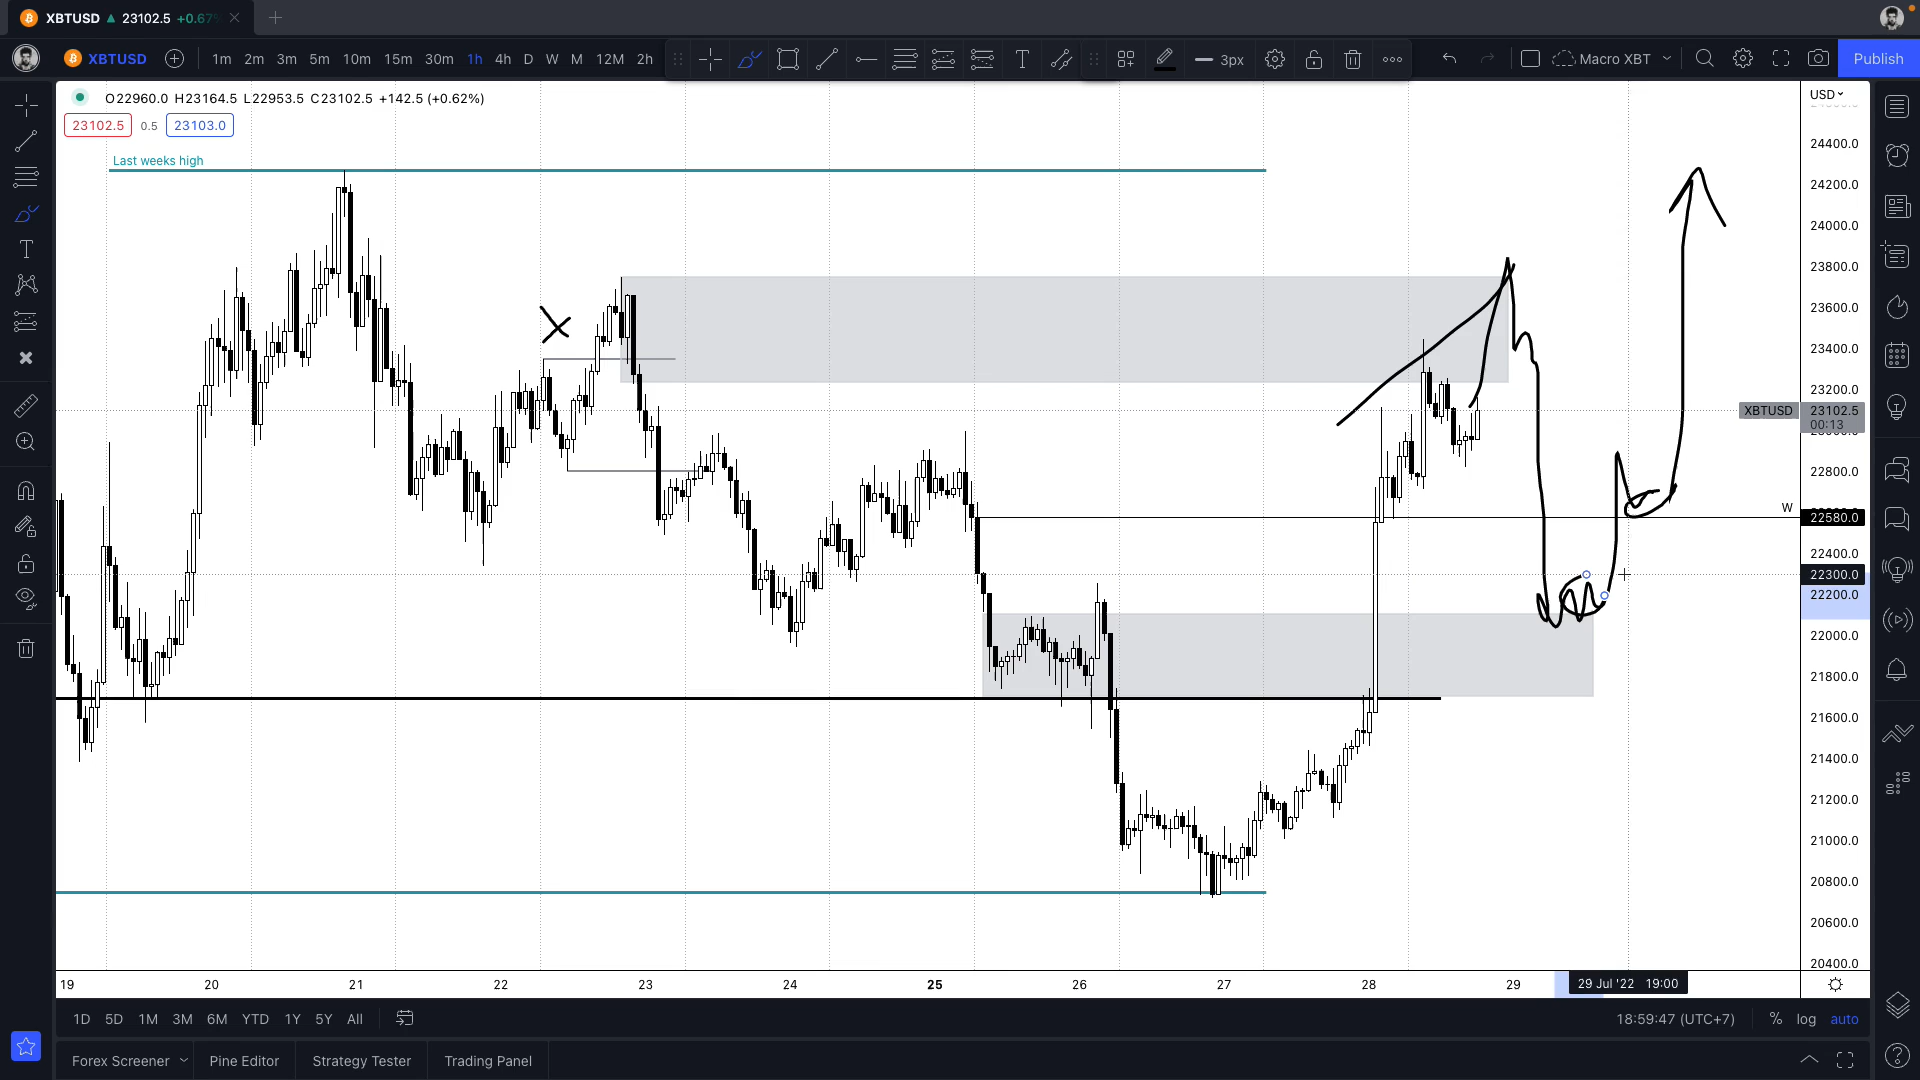 XBTUSD ▲ 23102.5 +0.67
XBTUSD 1m 2m 3m 5m 10m 15m 30m 1h 4h D W M 12M 2h 3px Macro XBT Publish
O22960.0 H23164.5 L22953.5 C23102.5 +142.5 (+0.62%)
USD
23102.5 0.5 23103.0
24400.0
Last weeks high
24200.0
24000.0
23800.0
23600.0
23400.0
23200.0
XBTUSD 23102.5
00:13
22800.0
W
22580.0
22400.0
22300.0
22200.0
22000.0
21800.0
21600.0
21400.0
21200.0
21000.0
20800.0
20600.0
20400.0
19 20 21 22 23 24 25 26 27 28 29 29 Jul '22 19:00
1D 5D 1M 3M 6M YTD 1Y 5Y All 18:59:47 (UTC+7) % log auto
Forex Screener Pine Editor Strategy Tester Trading Panel